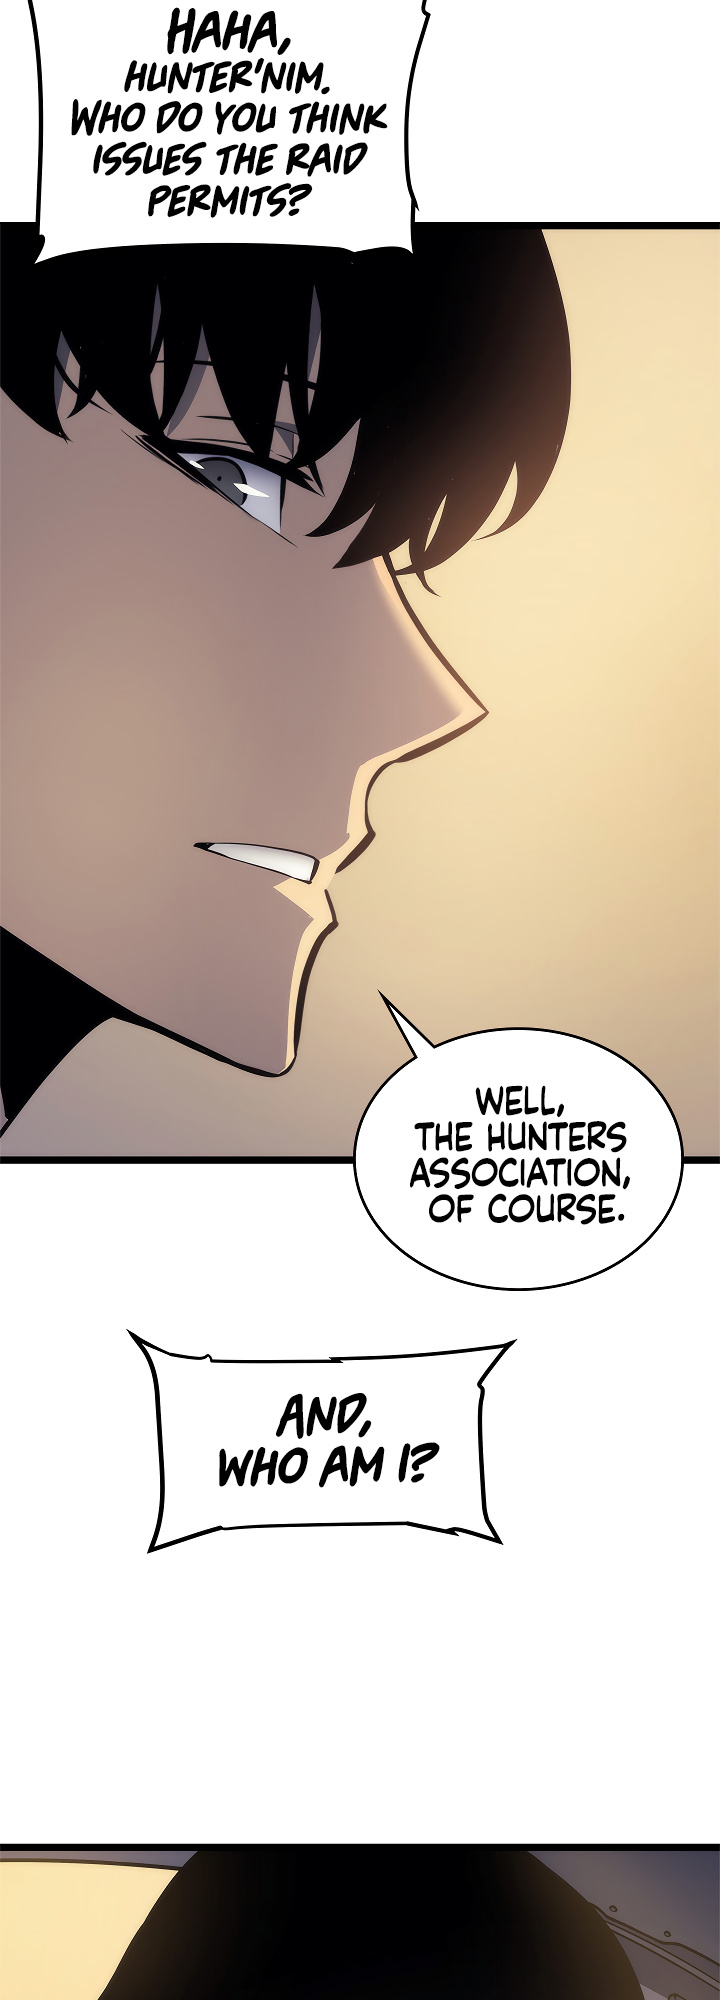 HAHA,
HUNTER'NIM.
WHO DO YOU THINK
ISSUES THE RAID
PERMITS?
WELL,
THE HUNTERS
ASSOCIATION,
OF COURSE.
AND,
WHO AM I?